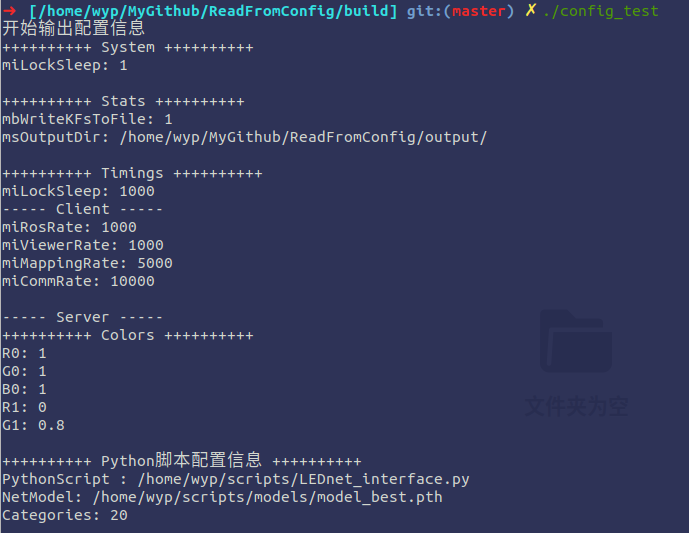 ➜ [/home/wyp/MyGithub/ReadFromConfig/build] git:(master) ✗ ./config_test
开始输出配置信息
++++++++++ System ++++++++++
miLockSleep: 1
++++++++++ Stats ++++++++++
mbWriteKFsToFile: 1
msOutputDir: /home/wyp/MyGithub/ReadFromConfig/output/
++++++++++ Timings ++++++++++
miLockSleep: 1000
----- Client -----
miRosRate: 1000
miViewerRate: 1000
miMappingRate: 5000
miCommRate: 10000
----- Server -----
++++++++++ Colors ++++++++++
R0: 1
G0: 1
B0: 1
R1: 0
G1: 0.8
文件夹为空
++++++++++ Python脚本配置信息 ++++++++++
PythonScript : /home/wyp/scripts/LEDnet_interface.py
NetModel: /home/wyp/scripts/models/model_best.pth
Categories: 20